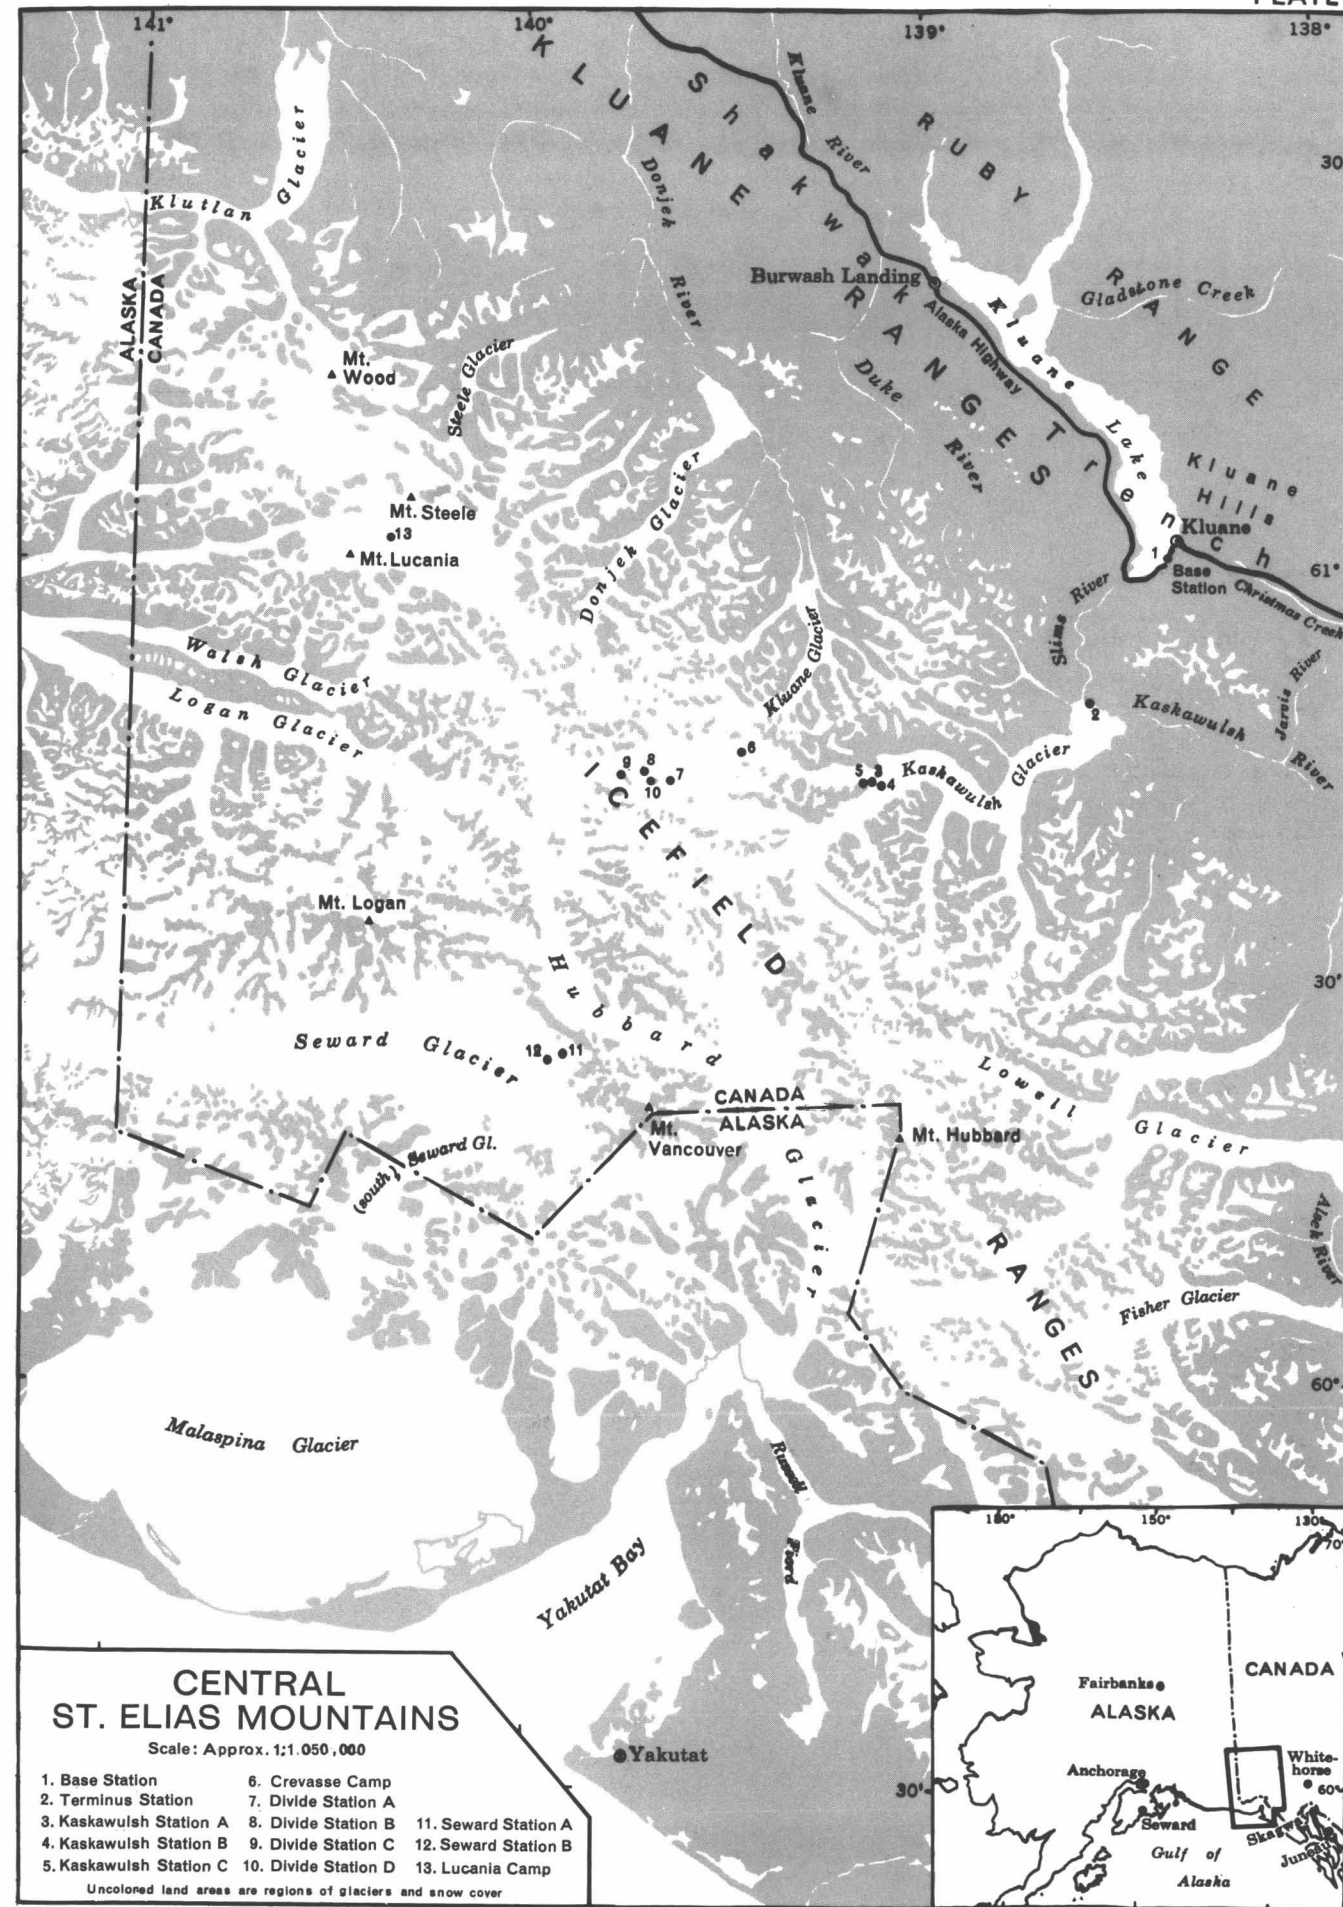 PLATE
141°
140°
139°
138°
KLUANE
RANGES
Shakwak
Trench
Kluane
River
RUBY
RANGE
30
Klutlan
Glacier
Donjek
River
Burwash Landing
Alaska Highway
Kluane
Lake
Gladstone Creek
ALASKA
CANADA
Mt.
Wood
Steele Glacier
Duke
River
Kluane
Hills
Mt. Steele
13
Mt. Lucania
Donjek Glacier
Kluane
1
Base
Station
61°
Christmas Creek
Slims River
Walsh Glacier
Logan Glacier
Kluane Glacier
2
Kaskawulsh
River
Jarvis River
6
9
8
7
10
5
3
4
Kaskawulsh
Glacier
ICEFIELD
Mt. Logan
30'
Hubbard
Glacier
Seward Glacier
12
11
Lowell
Glacier
CANADA
ALASKA
Mt.
Vancouver
Mt. Hubbard
(south) Seward Gl.
RANGES
Alsek River
Fisher Glacier
60°
Malaspina Glacier
Russell
Fiord
Yakutat Bay
Yakutat
30'
CENTRAL
ST. ELIAS MOUNTAINS
Scale: Approx. 1:1.050,000
1. Base Station
2. Terminus Station
3. Kaskawulsh Station A
4. Kaskawulsh Station B
5. Kaskawulsh Station C
6. Crevasse Camp
7. Divide Station A
8. Divide Station B
9. Divide Station C
10. Divide Station D
11. Seward Station A
12. Seward Station B
13. Lucania Camp
Uncolored land areas are regions of glaciers and snow cover
150°
130°
70°
CANADA
Fairbanks
ALASKA
Anchorage
White-
horse
60°
Seward
Skagway
Juneau
Gulf of
Alaska